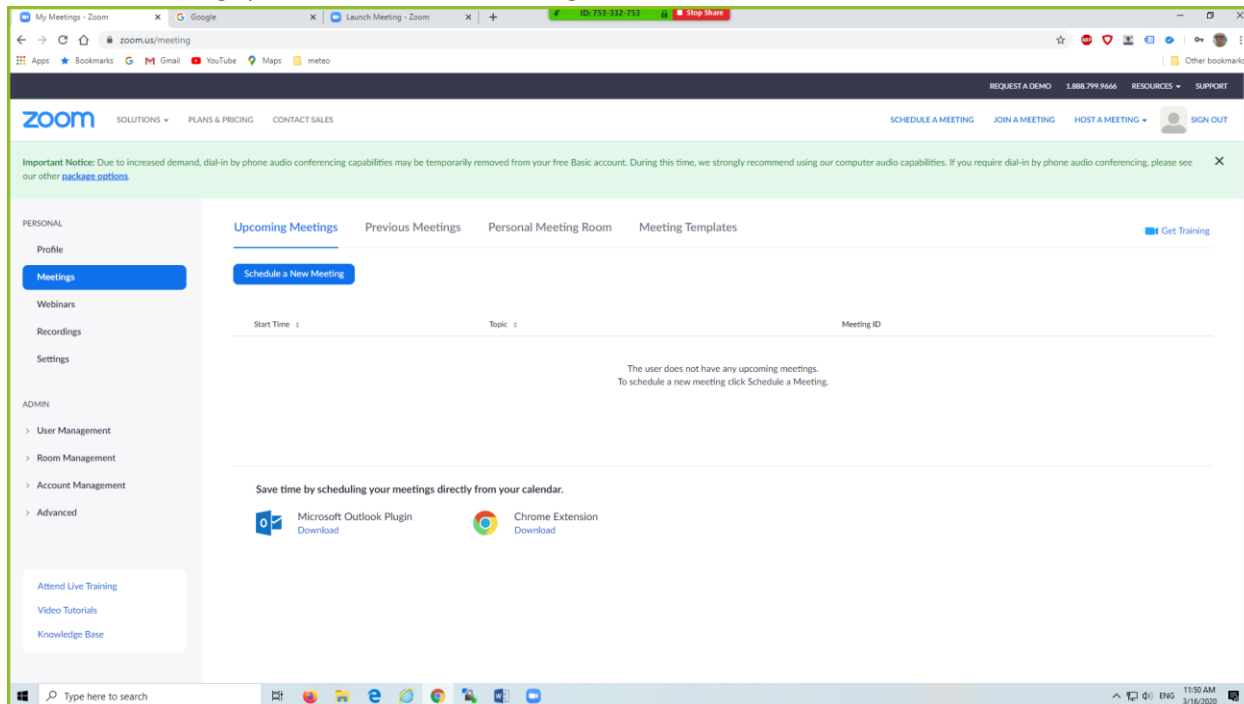 My Meetings - Zoom
Google
Launch Meeting - Zoom
ID: 753-332-753 Stop Share
zoom.us/meeting
Apps Bookmarks Gmail YouTube Maps meteo Other bookmarks
REQUEST A DEMO 1.888.799.9666 RESOURCES SUPPORT
zoom SOLUTIONS PLANS & PRICING CONTACT SALES SCHEDULE A MEETING JOIN A MEETING HOST A MEETING SIGN OUT
Important Notice: Due to increased demand, dial-in by phone audio conferencing capabilities may be temporarily removed from your free Basic account. During this time, we strongly recommend using our computer audio capabilities. If you require dial-in by phone audio conferencing, please see
our other package options.
PERSONAL
Profile
Meetings
Webinars
Recordings
Settings
ADMIN
User Management
Room Management
Account Management
Advanced
Attend Live Training
Video Tutorials
Knowledge Base
Upcoming Meetings Previous Meetings Personal Meeting Room Meeting Templates
Get Training
Schedule a New Meeting
Start Time Topic Meeting ID
The user does not have any upcoming meetings.
To schedule a new meeting click Schedule a Meeting.
Save time by scheduling your meetings directly from your calendar.
Microsoft Outlook Plugin
Download
Chrome Extension
Download
Type here to search
ENG
11:50 AM
3/16/2020